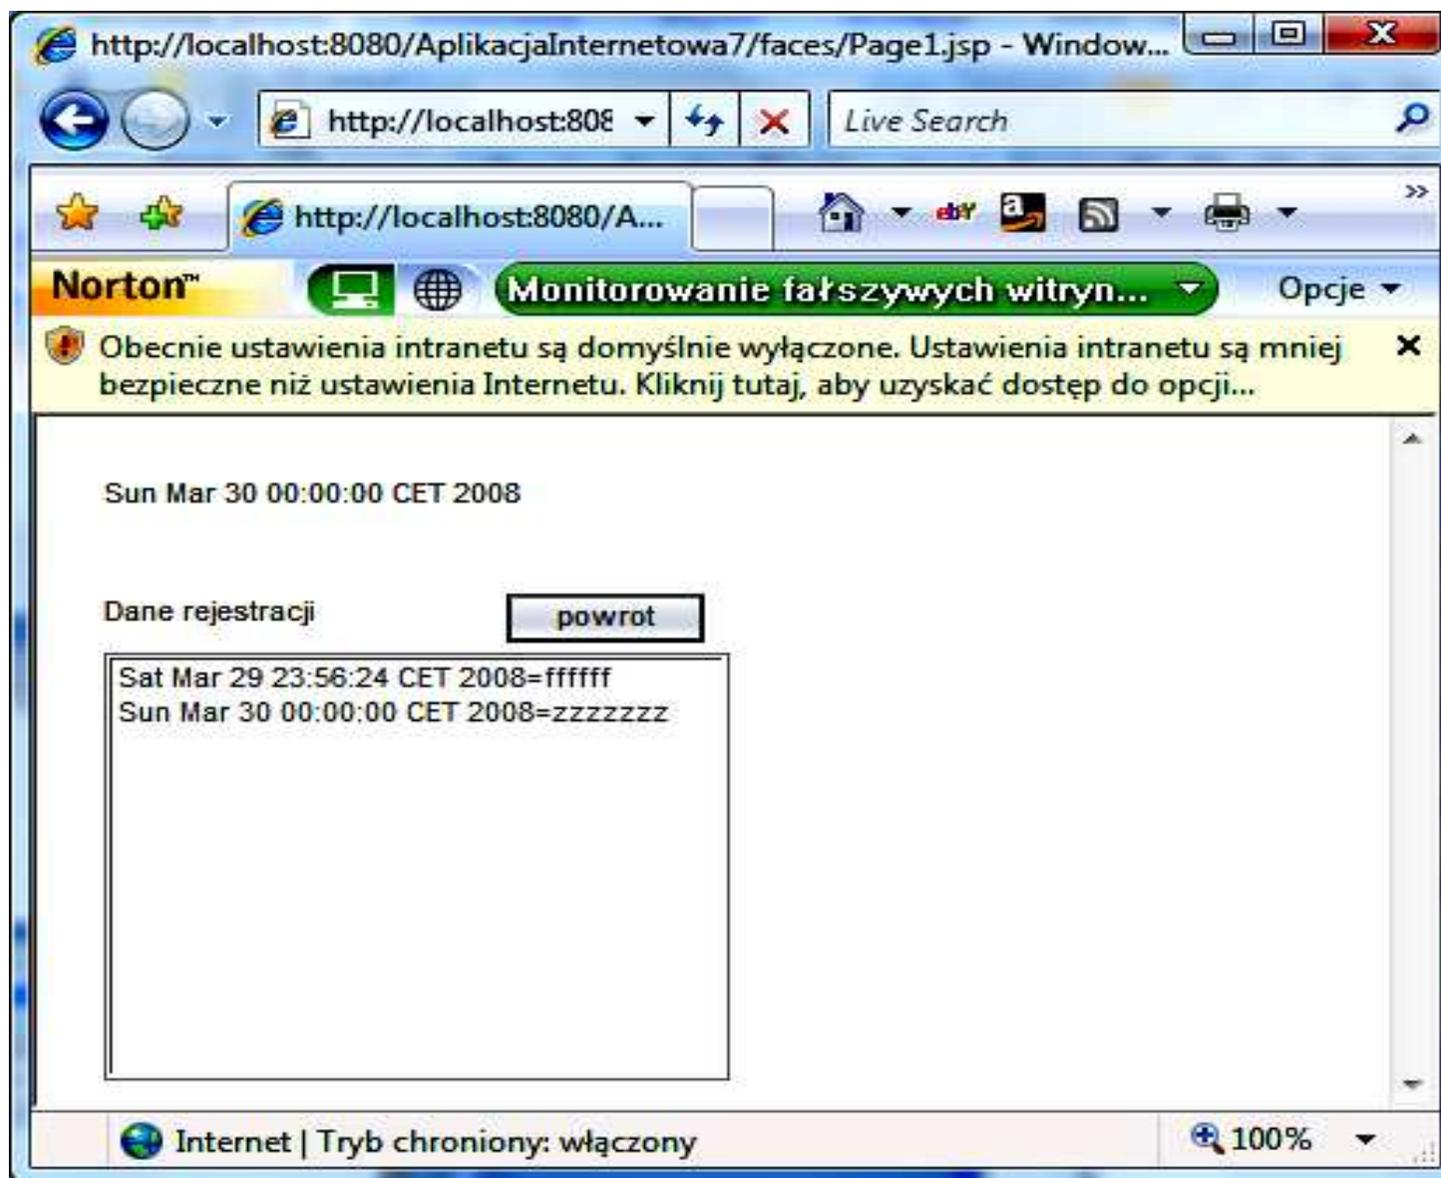 http://localhost:8080/AplikacjaInternetowa7/faces/Page1.jsp - Window...
http://localhost:808
Live Search
http://localhost:8080/A...
ebY
a
»
Norton™
Monitorowanie fałszywych witryn...
Opcje
Obecnie ustawienia intranetu są domyślnie wyłączone. Ustawienia intranetu są mniej
bezpieczne niż ustawienia Internetu. Kliknij tutaj, aby uzyskać dostęp do opcji...
Sun Mar 30 00:00:00 CET 2008
Dane rejestracji
powrot
Sat Mar 29 23:56:24 CET 2008=ffffff
Sun Mar 30 00:00:00 CET 2008=zzzzzzz
Internet | Tryb chroniony: włączony
100%